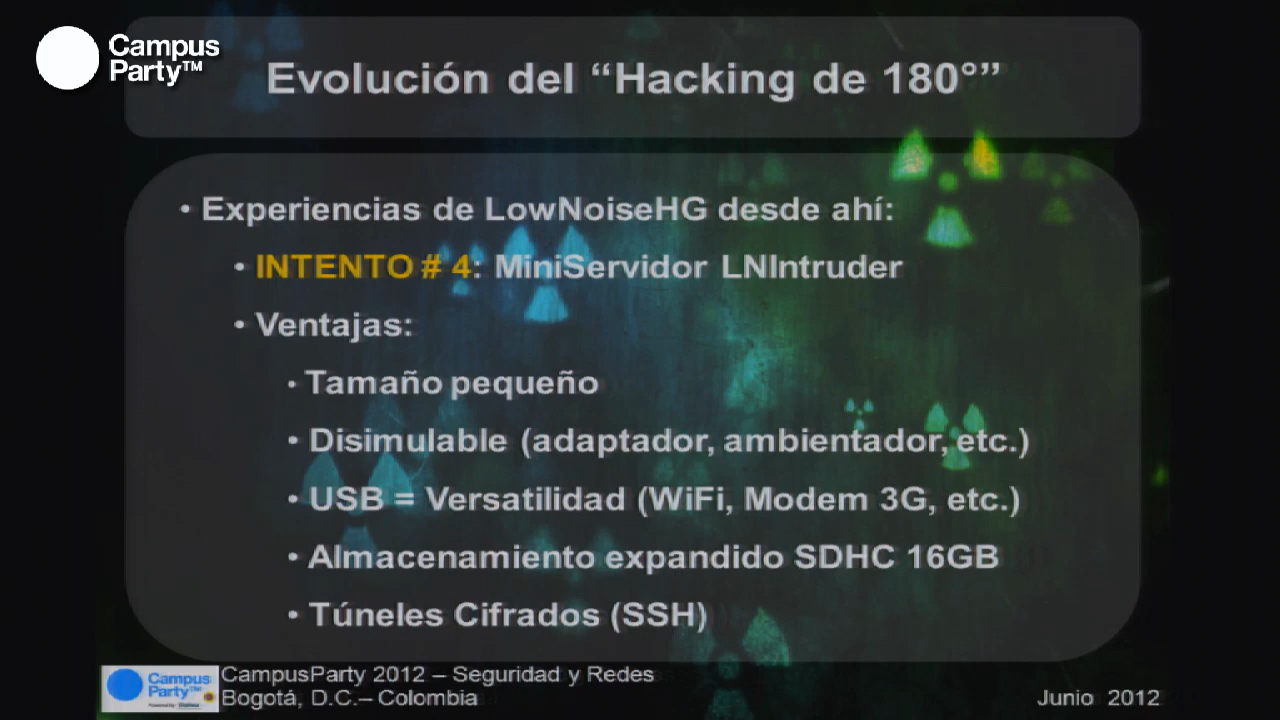 Campus
Party™
Evolución del “Hacking de 180°”
• Experiencias de LowNoiseHG desde ahí:
• INTENTO # 4: MiniServidor LNIntruder
• Ventajas:
• Tamaño pequeño
• Disimulable (adaptador, ambientador, etc.)
• USB = Versatilidad (WiFi, Modem 3G, etc.)
• Almacenamiento expandido SDHC 16GB
• Túneles Cifrados (SSH)
Campus
Party™
CampusParty 2012 – Seguridad y Redes
Bogotá, D.C.– Colombia
Junio 2012